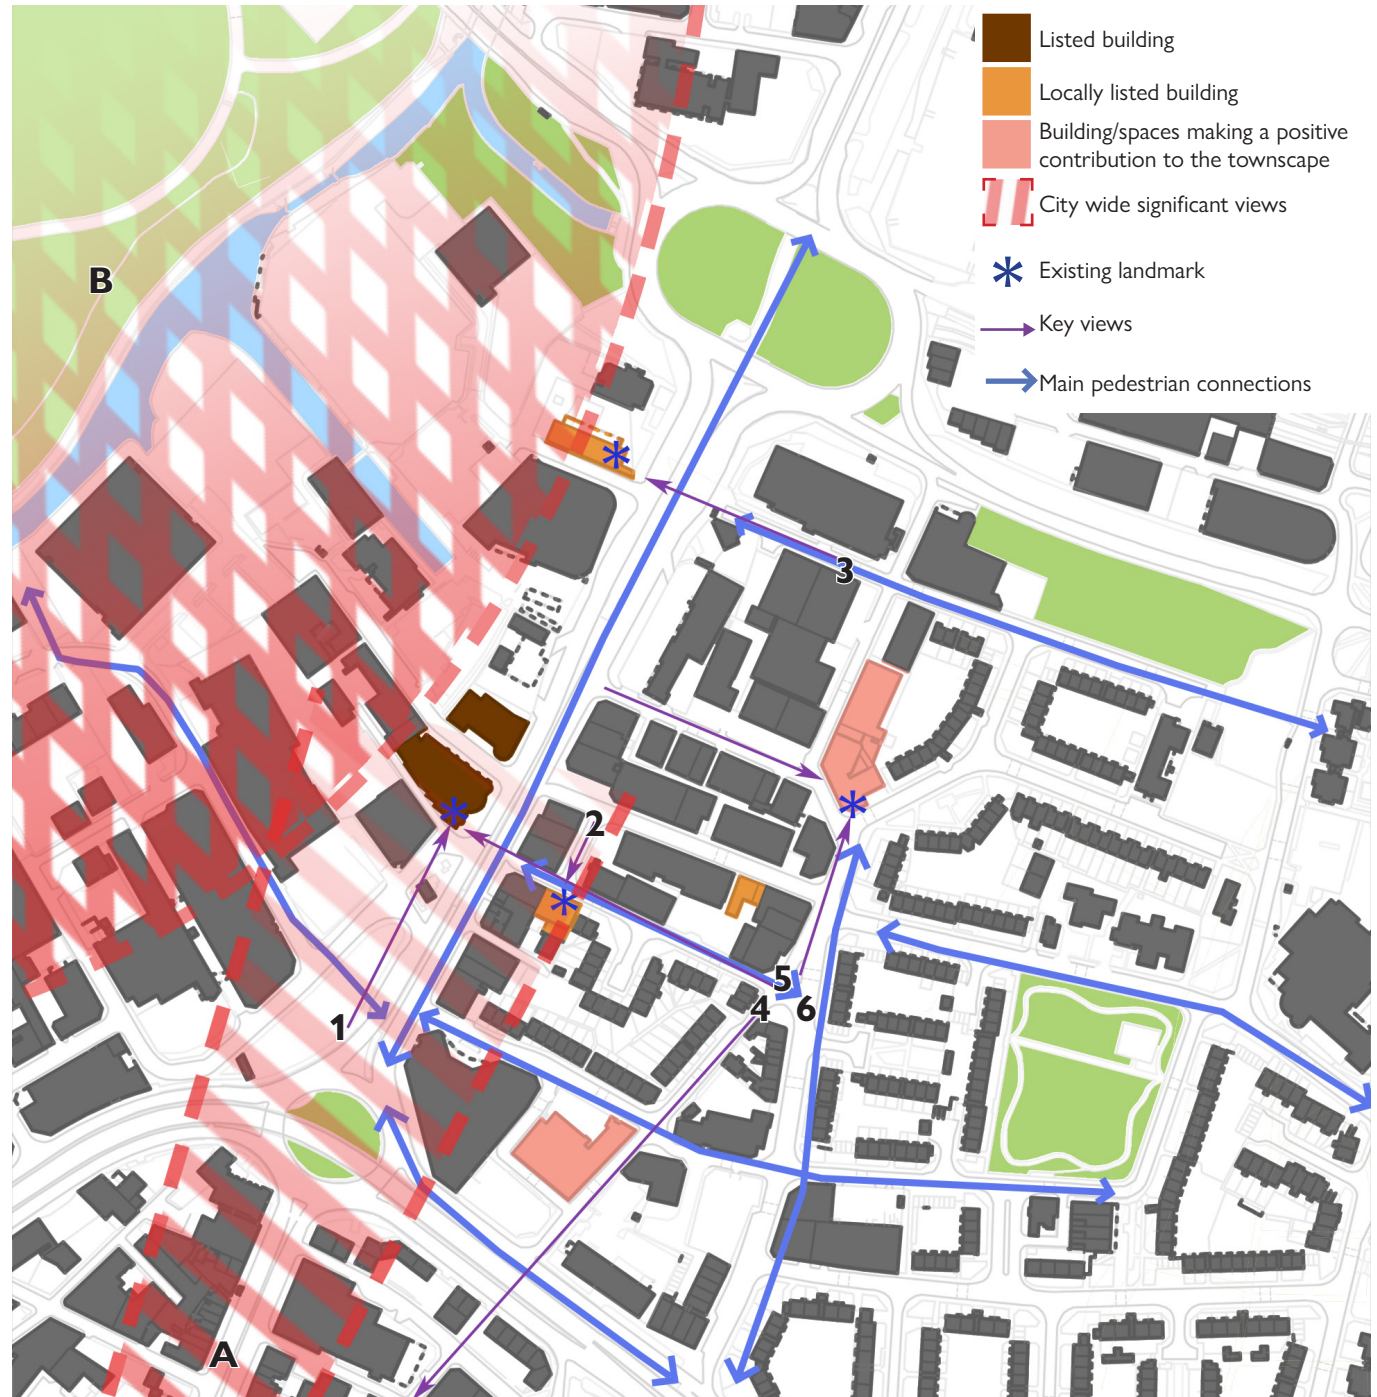 Listed building
Locally listed building
Building/spaces making a positive
contribution to the townscape
City wide significant views
Existing landmark
Key views
Main pedestrian connections
B
3
2
5
4 6
1
A